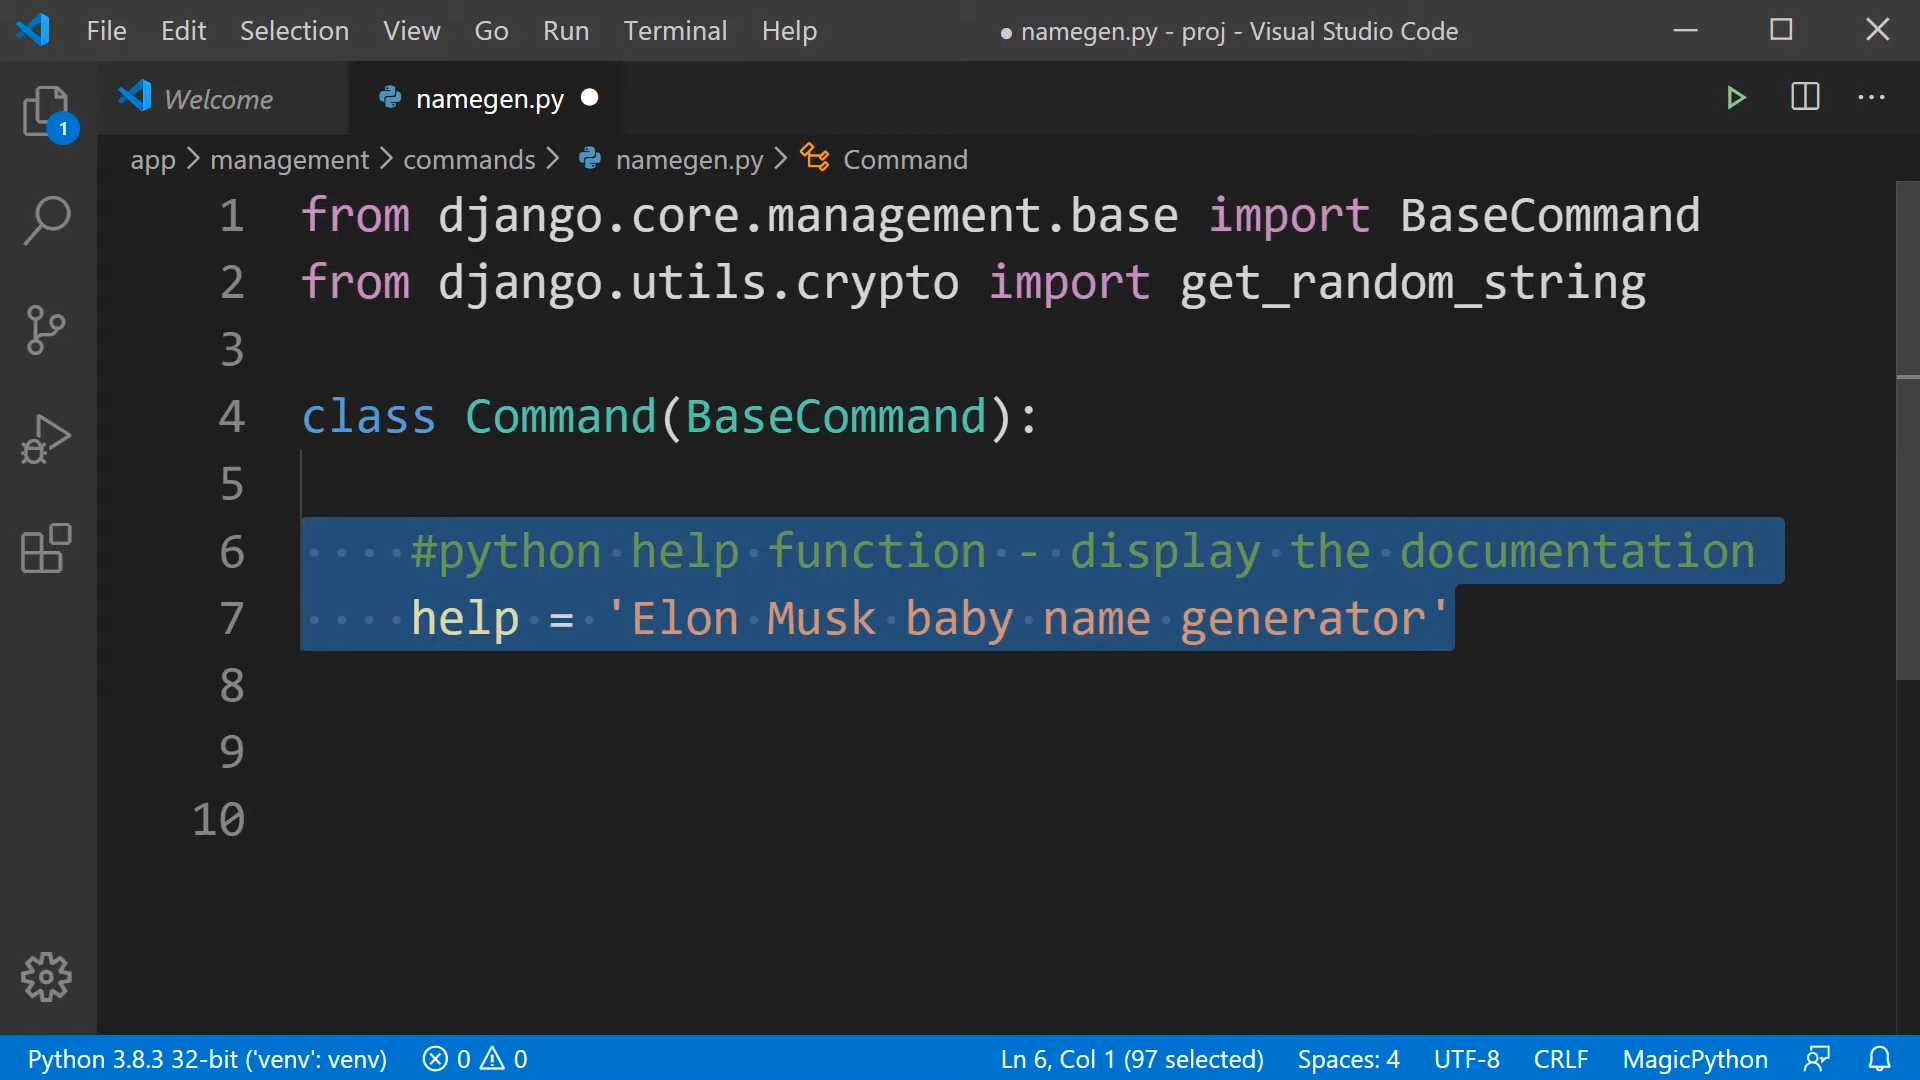 File Edit Selection View Go Run Terminal Help ● namegen.py - proj - Visual Studio Code
Welcome namegen.py ●
app > management > commands > namegen.py > Command
1 from django.core.management.base import BaseCommand
2 from django.utils.crypto import get_random_string
3
4 class Command(BaseCommand):
5
6 #python help function - display the documentation
7 help = 'Elon Musk baby name generator'
8
9
10
1
Python 3.8.3 32-bit ('venv': venv) 0 0 Ln 6, Col 1 (97 selected) Spaces: 4 UTF-8 CRLF MagicPython